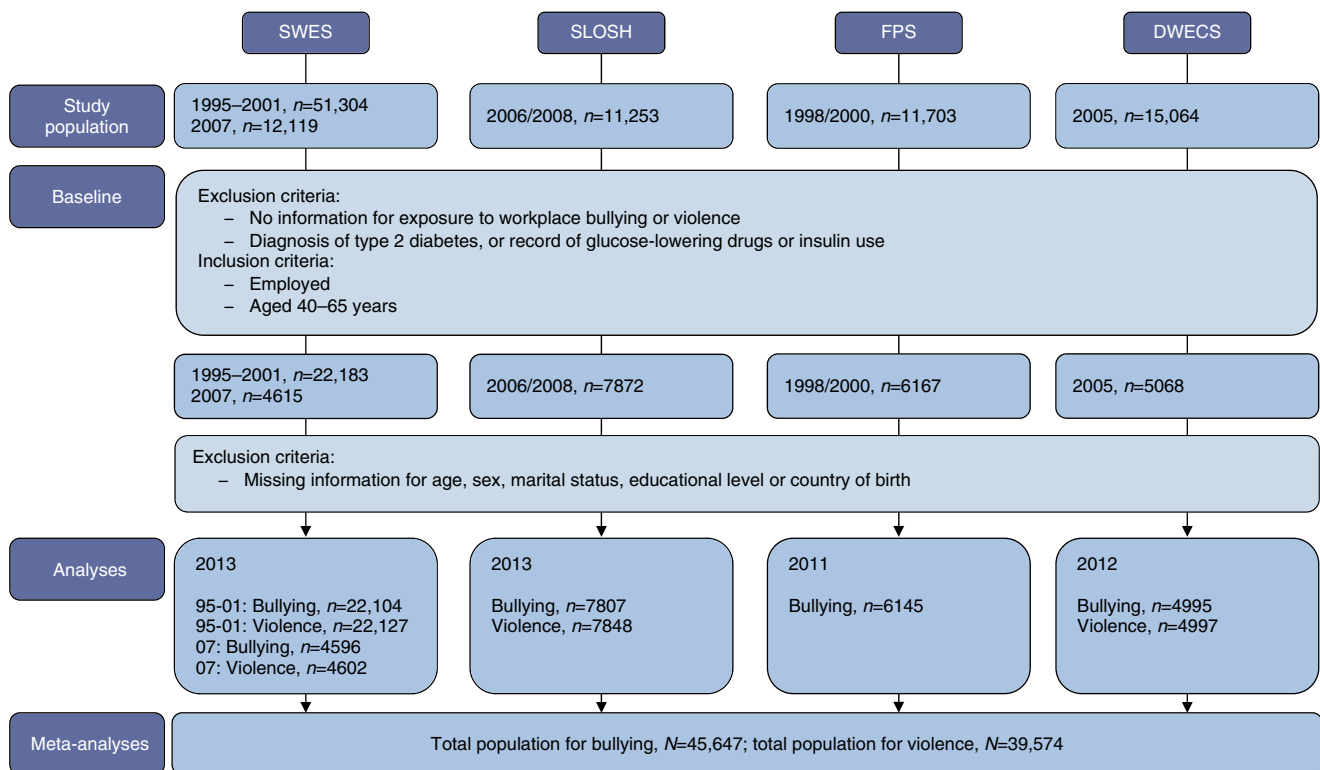 SWES
SLOSH
FPS
DWECS
Study
population
1995–2001, n=51,304
2007, n=12,119
2006/2008, n=11,253
1998/2000, n=11,703
2005, n=15,064
Baseline
Exclusion criteria:
– No information for exposure to workplace bullying or violence
– Diagnosis of type 2 diabetes, or record of glucose-lowering drugs or insulin use
Inclusion criteria:
– Employed
– Aged 40–65 years
1995–2001, n=22,183
2007, n=4615
2006/2008, n=7872
1998/2000, n=6167
2005, n=5068
Exclusion criteria:
– Missing information for age, sex, marital status, educational level or country of birth
Analyses
2013
95-01: Bullying, n=22,104
95-01: Violence, n=22,127
07: Bullying, n=4596
07: Violence, n=4602
2013
Bullying, n=7807
Violence, n=7848
2011
Bullying, n=6145
2012
Bullying, n=4995
Violence, n=4997
Meta-analyses
Total population for bullying, N=45,647; total population for violence, N=39,574